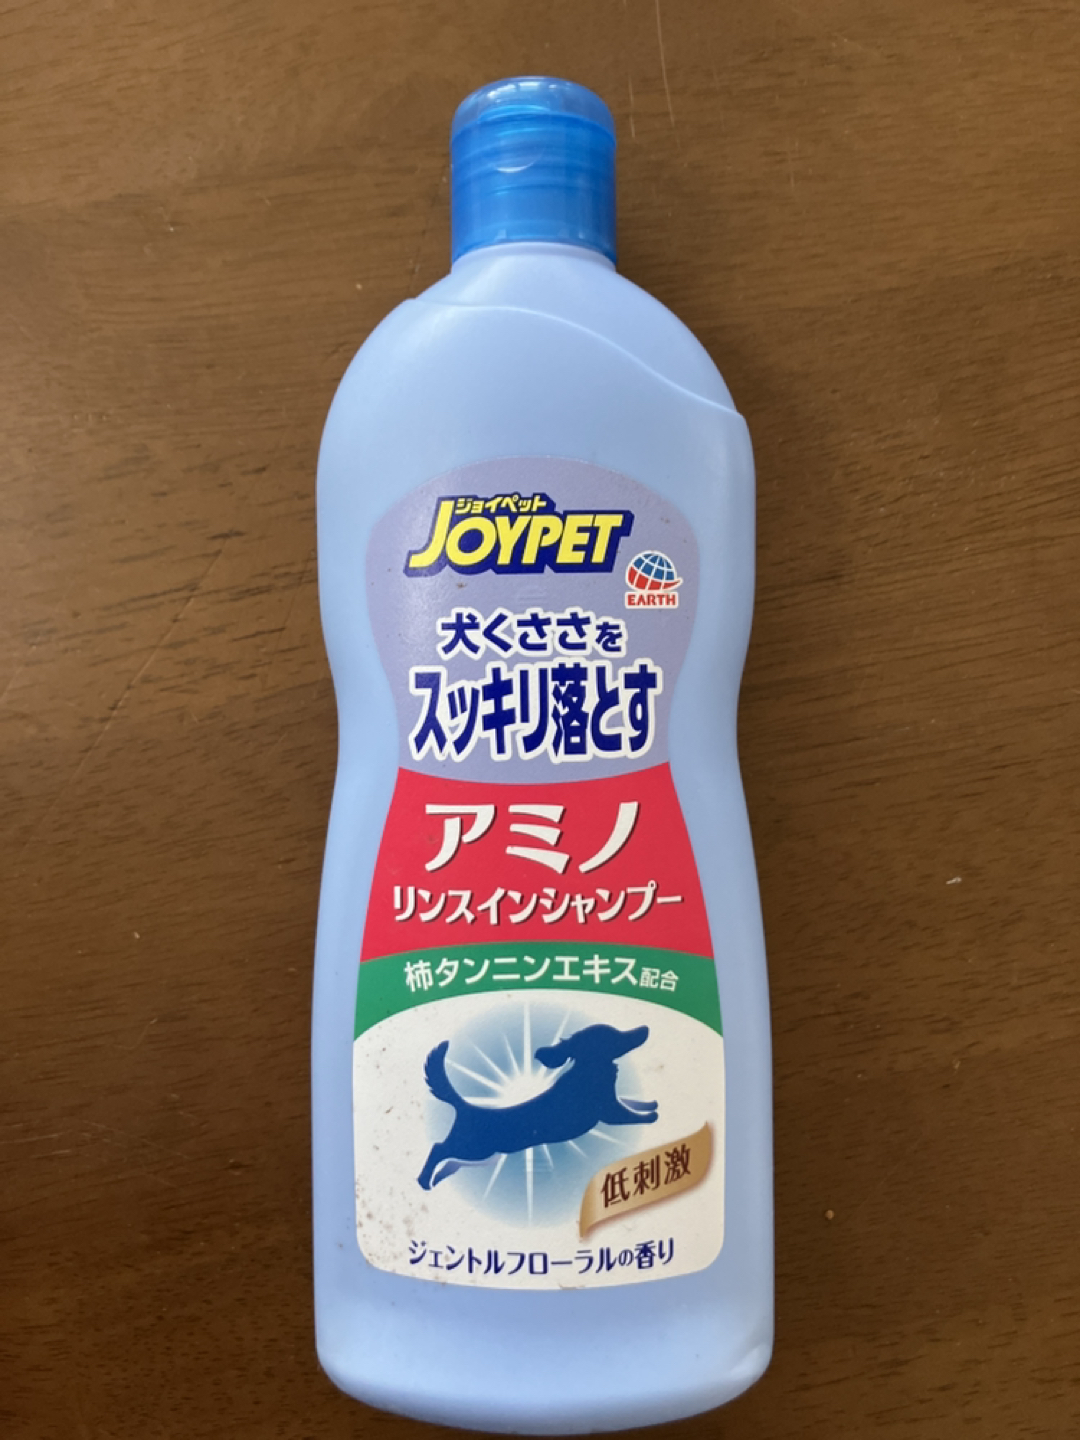 ジョイペット
JOYPET
EARTH
犬くささを
スッキリ落とす
アミノ
リンスインシャンプー
柿タンニンエキス配合
低刺激
ジェントルフローラルの香り